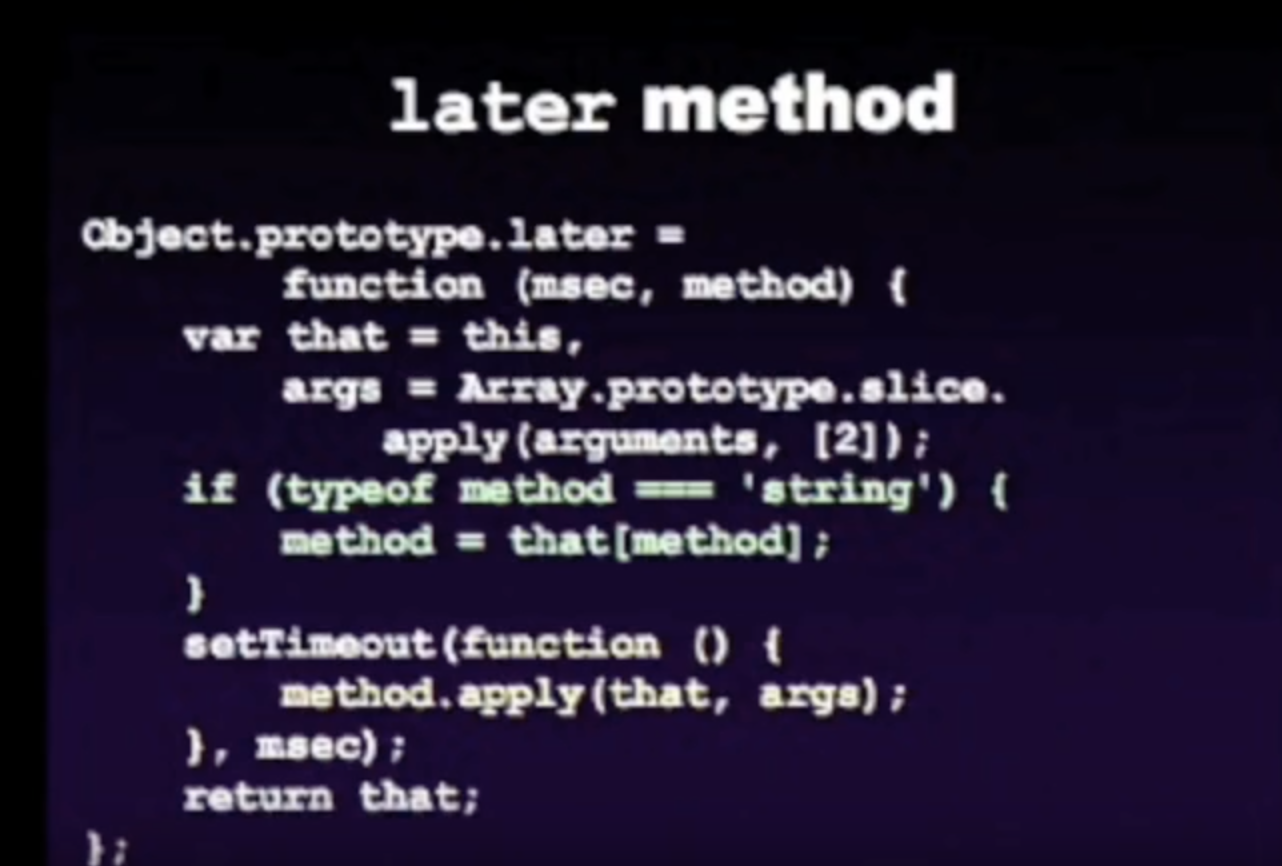 later method
Object.prototype.later =
function (msec, method) {
var that = this,
args = Array.prototype.slice.
apply(arguments, [2]);
if (typeof method === 'string') {
method = that[method];
}
setTimeout(function () {
method.apply(that, args);
}, msec);
return that;
};